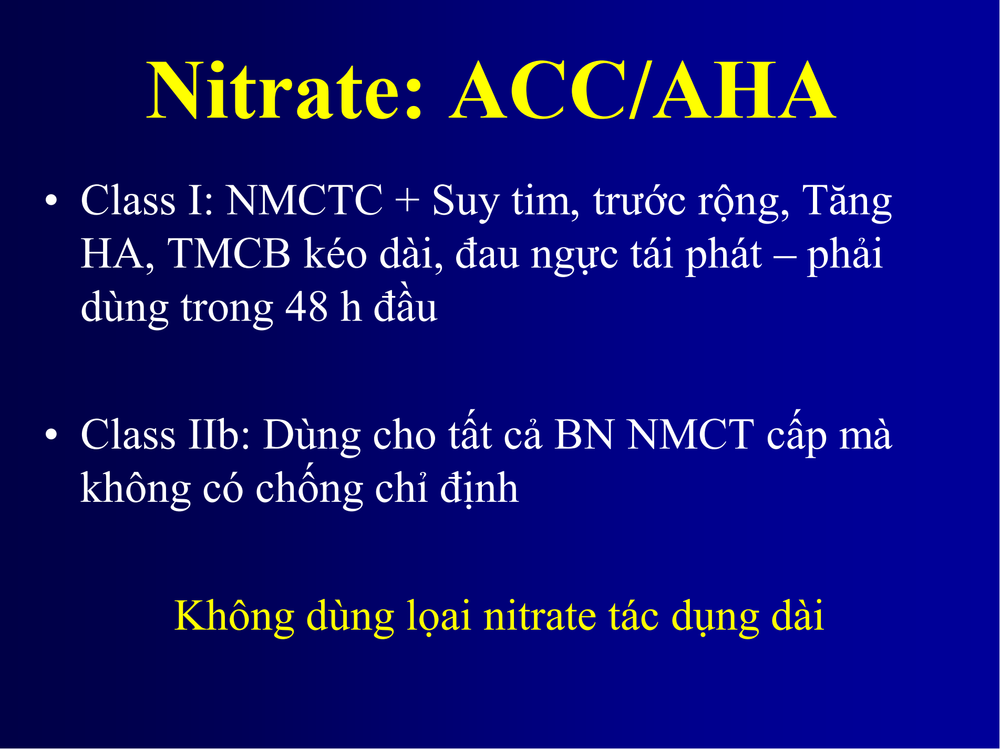 Nitrate: ACC/AHA
• Class I: NMCTC + Suy tim, trước rộng, Tăng
HA, TMCB kéo dài, đau ngực tái phát – phải
dùng trong 48 h đầu
• Class IIb: Dùng cho tất cả BN NMCT cấp mà
không có chống chỉ định
Không dùng lọai nitrate tác dụng dài